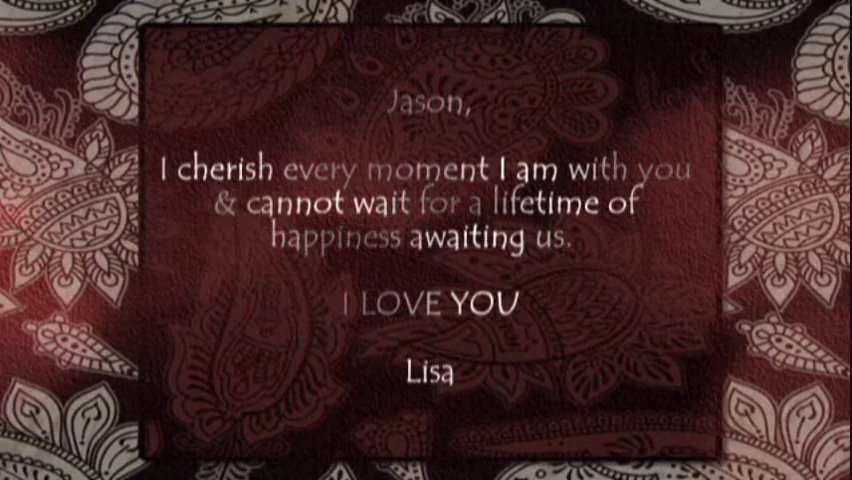 Jason,
I cherish every moment I am with you
& cannot wait for a lifetime of
happiness awaiting us.
I LOVE YOU
Lisa